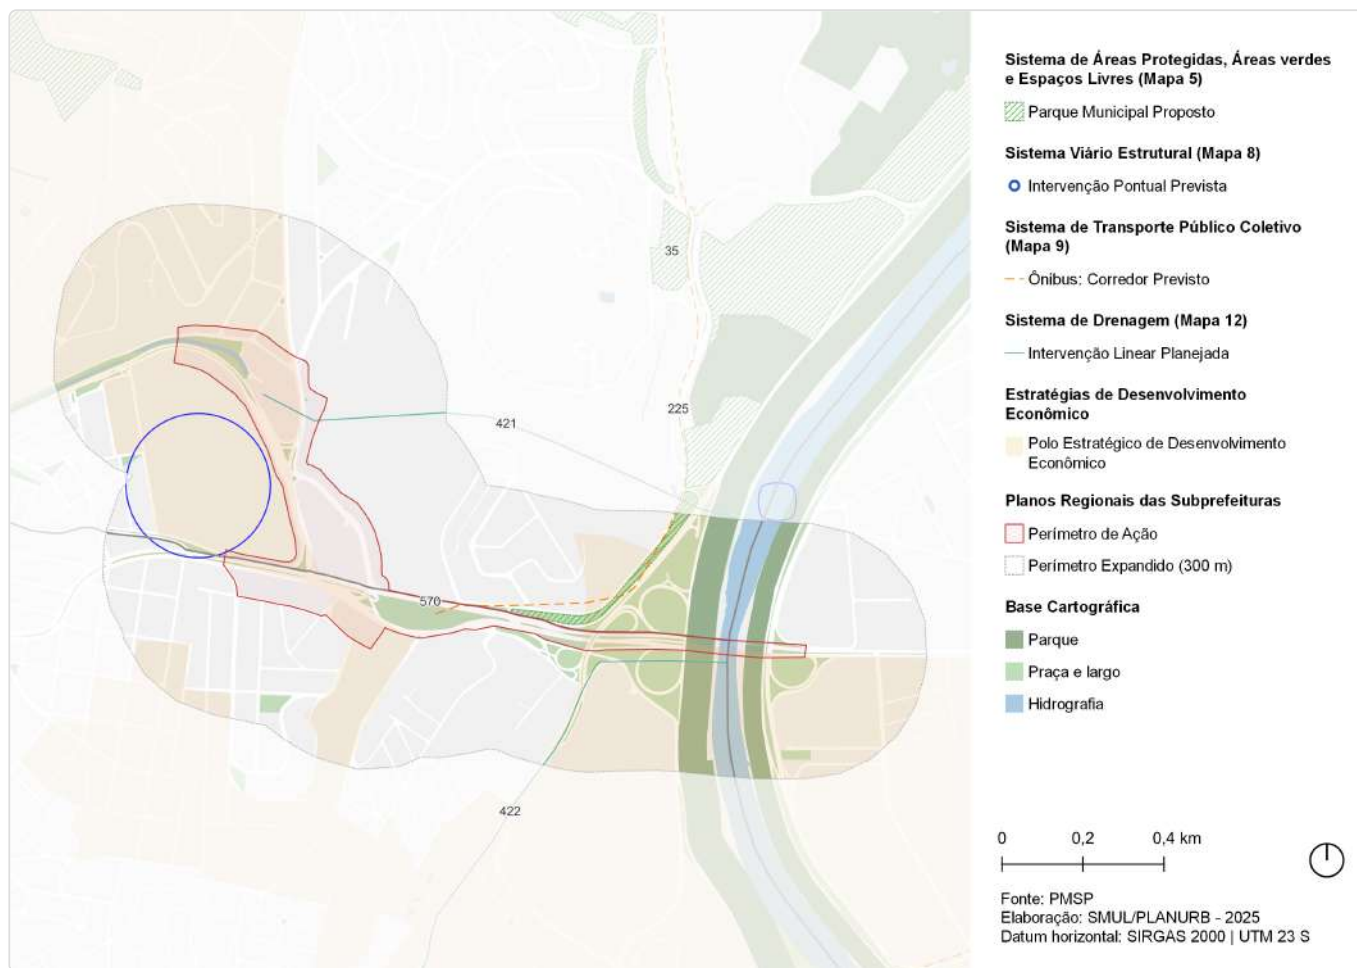 35
225
421
570
422
Sistema de Áreas Protegidas, Áreas verdes
e Espaços Livres (Mapa 5)
Parque Municipal Proposto
Sistema Viário Estrutural (Mapa 8)
Intervenção Pontual Prevista
Sistema de Transporte Público Coletivo
(Mapa 9)
Ônibus: Corredor Previsto
Sistema de Drenagem (Mapa 12)
Intervenção Linear Planejada
Estratégias de Desenvolvimento
Econômico
Polo Estratégico de Desenvolvimento
Econômico
Planos Regionais das Subprefeituras
Perímetro de Ação
Perímetro Expandido (300 m)
Base Cartográfica
Parque
Praça e largo
Hidrografia
0 0,2 0,4 km
Fonte: PMSP
Elaboração: SMUL/PLANURB - 2025
Datum horizontal: SIRGAS 2000 | UTM 23 S